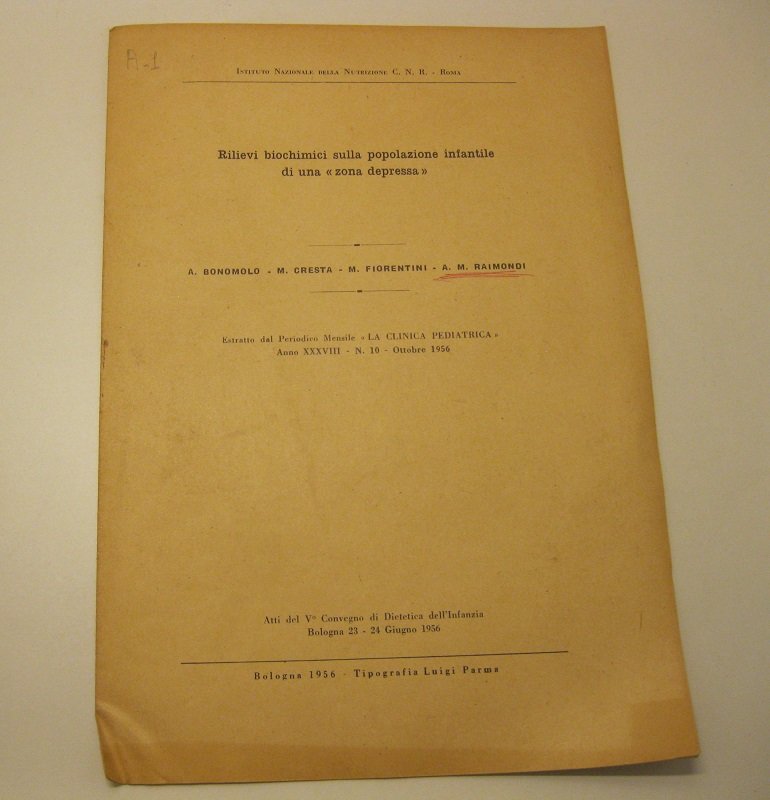 A-1
ISTITUTO NAZIONALE DELLA NUTRIZIONE C. N. R. - ROMA
Rilievi biochimici sulla popolazione infantile
di una « zona depressa »
A. BONOMOLO - M. CRESTA - M. FIORENTINI - A. M. RAIMONDI
Estratto dal Periodico Mensile « LA CLINICA PEDIATRICA »
Anno XXXVIII - N. 10 - Ottobre 1956
Atti del V° Convegno di Dietetica dell'Infanzia
Bologna 23 - 24 Giugno 1956
Bologna 1956 - Tipografia Luigi Parma